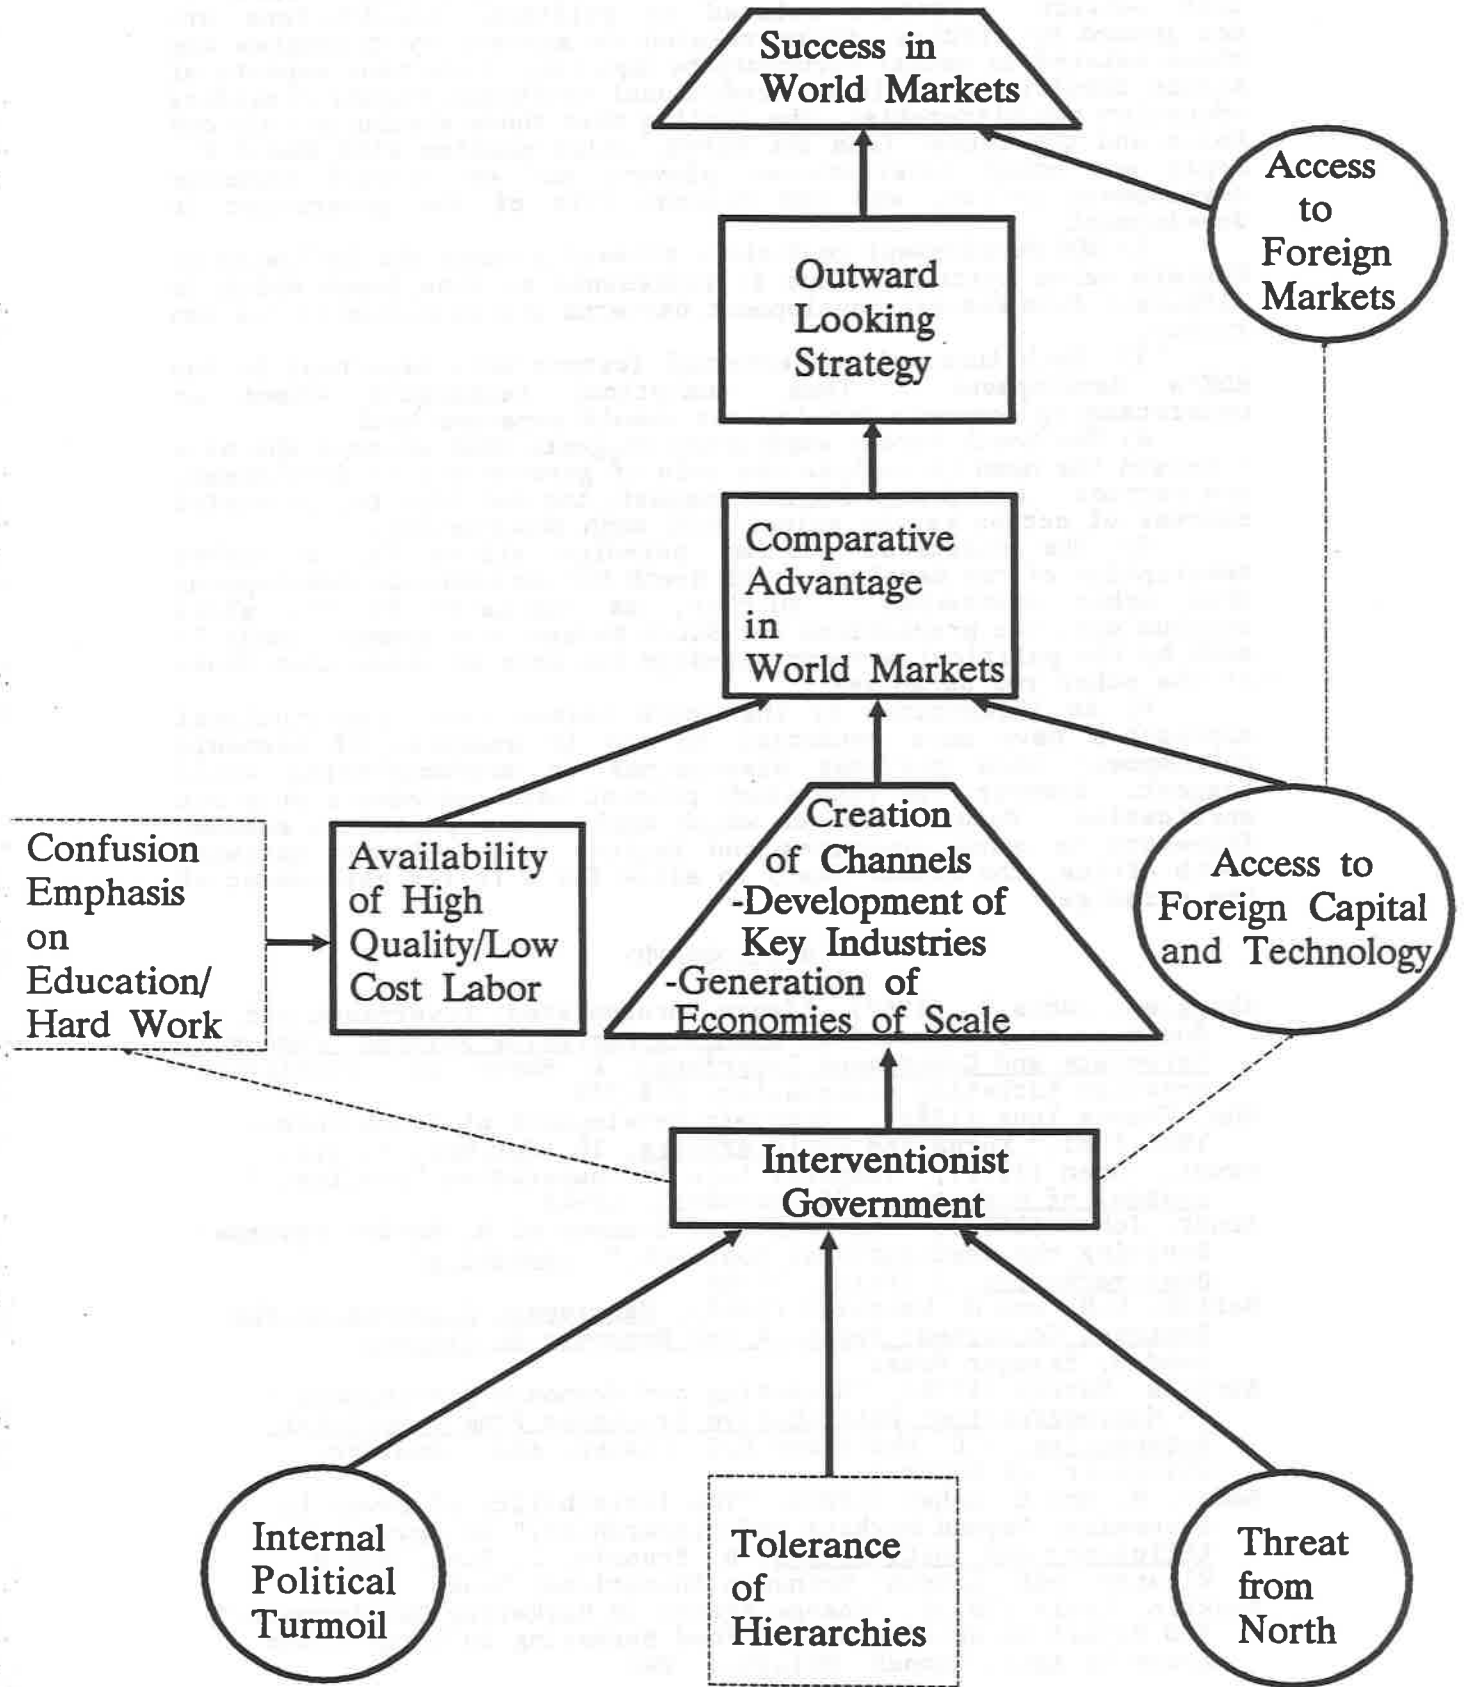 Success in
World Markets
Access
to
Foreign
Markets
Outward
Looking
Strategy
Comparative
Advantage
in
World Markets
Confusion
Emphasis
on
Education/
Hard Work
Availability
of High
Quality/Low
Cost Labor
Creation
of Channels
-Development of
Key Industries
-Generation of
Economies of Scale
Access to
Foreign Capital
and Technology
Interventionist
Government
Internal
Political
Turmoil
Tolerance
of
Hierarchies
Threat
from
North